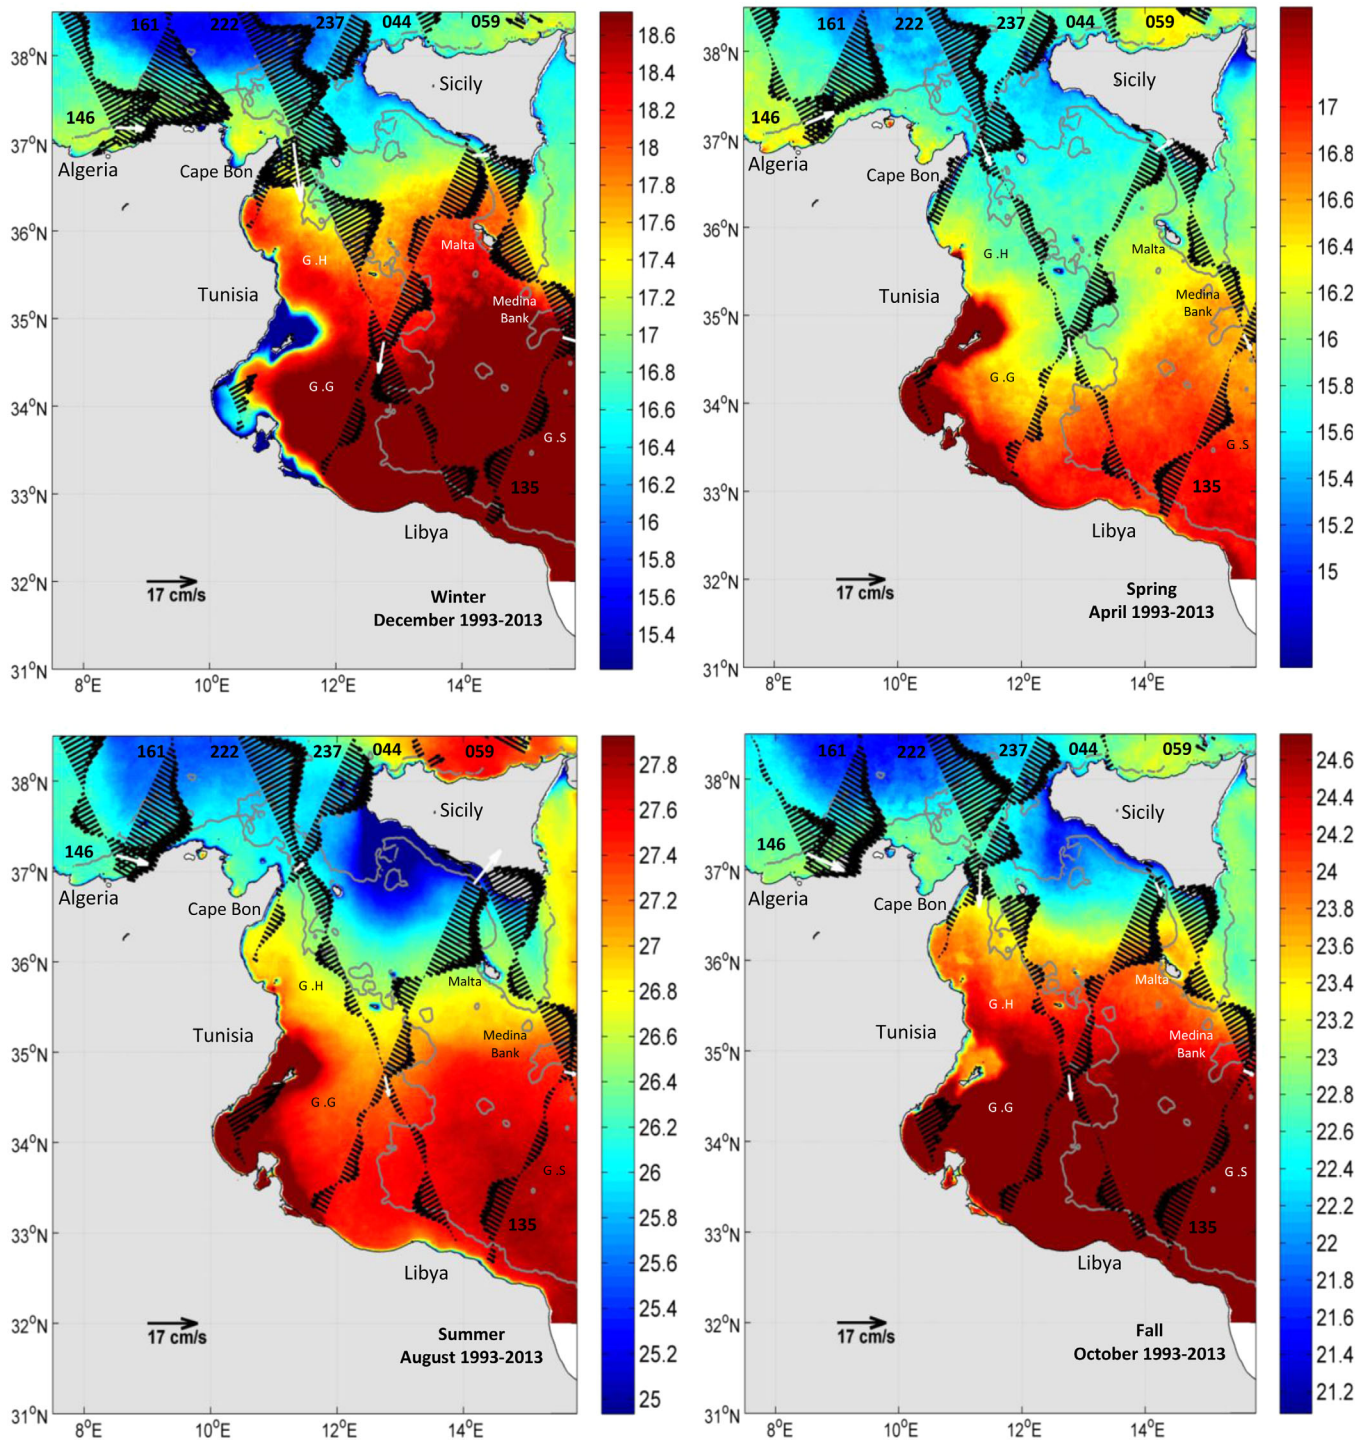 161 222 237 044 059
38°N
Sicily
146
37°N
Algeria
Cape Bon
36°N
G .H
Malta
Tunisia
Medina
Bank
35°N
G .G
34°N
G .S
33°N
135
Libya
32°N
17 cm/s
Winter
December 1993-2013
31°N
8°E 10°E 12°E 14°E
18.6
18.4
18.2
18
17.8
17.6
17.4
17.2
17
16.8
16.6
16.4
16.2
16
15.8
15.6
15.4
161 222 237 044 059
38°N
Sicily
146
37°N
Algeria
Cape Bon
36°N
G .H
Malta
Tunisia
Medina
Bank
35°N
G .G
34°N
G .S
33°N
135
Libya
32°N
17 cm/s
Spring
April 1993-2013
31°N
8°E 10°E 12°E 14°E
17
16.8
16.6
16.4
16.2
16
15.8
15.6
15.4
15.2
15
161 222 237 044 059
38°N
Sicily
146
37°N
Algeria
Cape Bon
36°N
G .H
Malta
Tunisia
Medina
Bank
35°N
G .G
34°N
G .S
33°N
135
Libya
32°N
17 cm/s
Summer
August 1993-2013
31°N
8°E 10°E 12°E 14°E
27.8
27.6
27.4
27.2
27
26.8
26.6
26.4
26.2
26
25.8
25.6
25.4
25.2
25
161 222 237 044 059
38°N
Sicily
146
37°N
Algeria
Cape Bon
36°N
Malta
G .H
Tunisia
Medina
Bank
35°N
G .G
34°N
G .S
33°N
135
Libya
32°N
17 cm/s
Fall
October 1993-2013
31°N
8°E 10°E 12°E 14°E
24.6
24.4
24.2
24
23.8
23.6
23.4
23.2
23
22.8
22.6
22.4
22.2
22
21.8
21.6
21.4
21.2